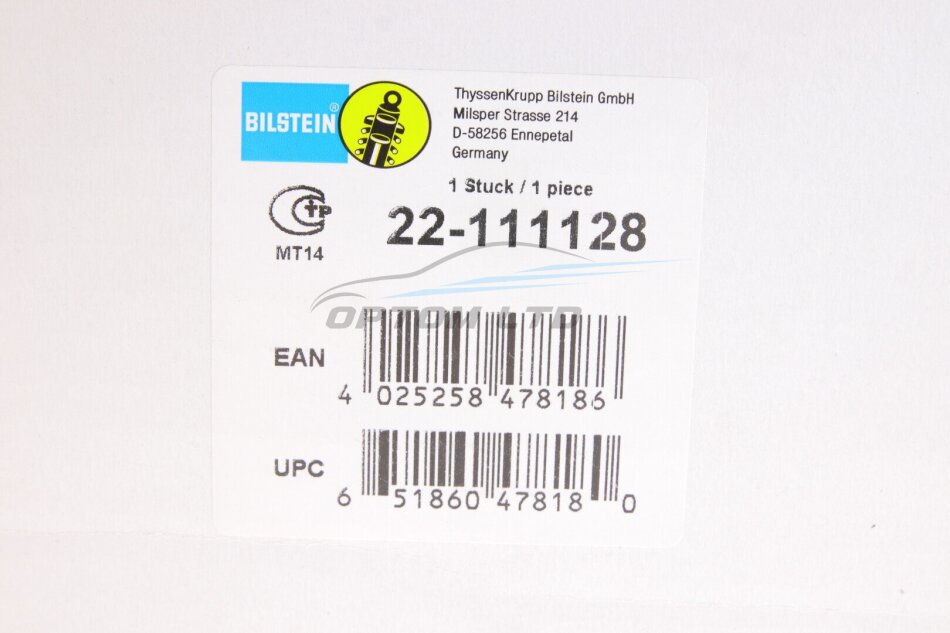 BILSTEIN®
ThyssenKrupp Bilstein GmbH
Milsper Strasse 214
D-58256 Ennepetal
Germany
1 Stuck / 1 piece
22-111128
CTP
MT14
OPTOM LTD
EAN
4 025258 478186
UPC
6 51860 47818 0